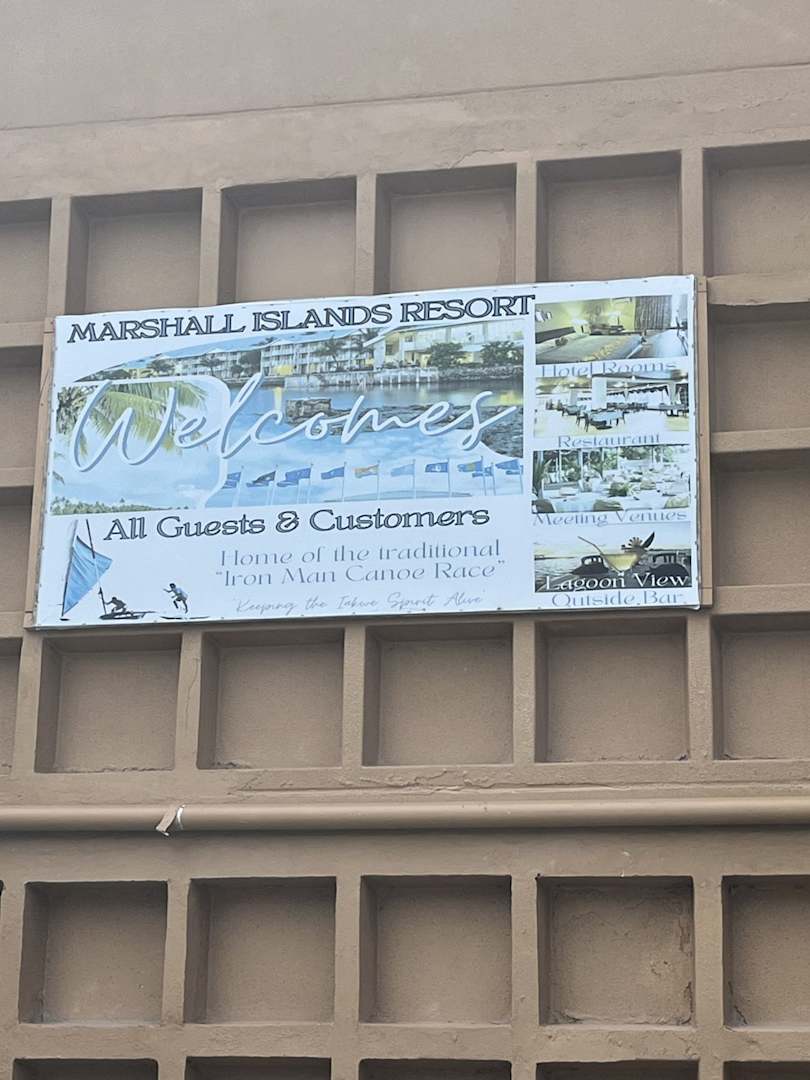 MARSHALL ISLANDS RESORT
Welcomes
All Guests & Customers
Home of the traditional
"Iron Man Canoe Race"
'Keeping the Iakwe Spirit Alive'
Hotel Rooms
Restaurant
Meeting Venues
Lagoon View
Outside Bar